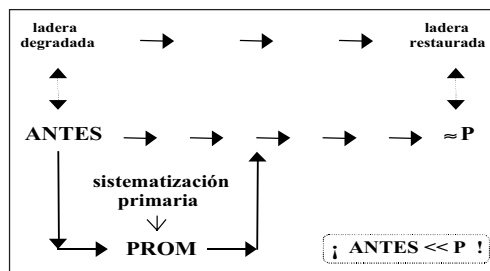 ladera
degradada
ladera
restaurada
ANTES
≈ P
sistematización
primaria
PROM
¡ ANTES << P !